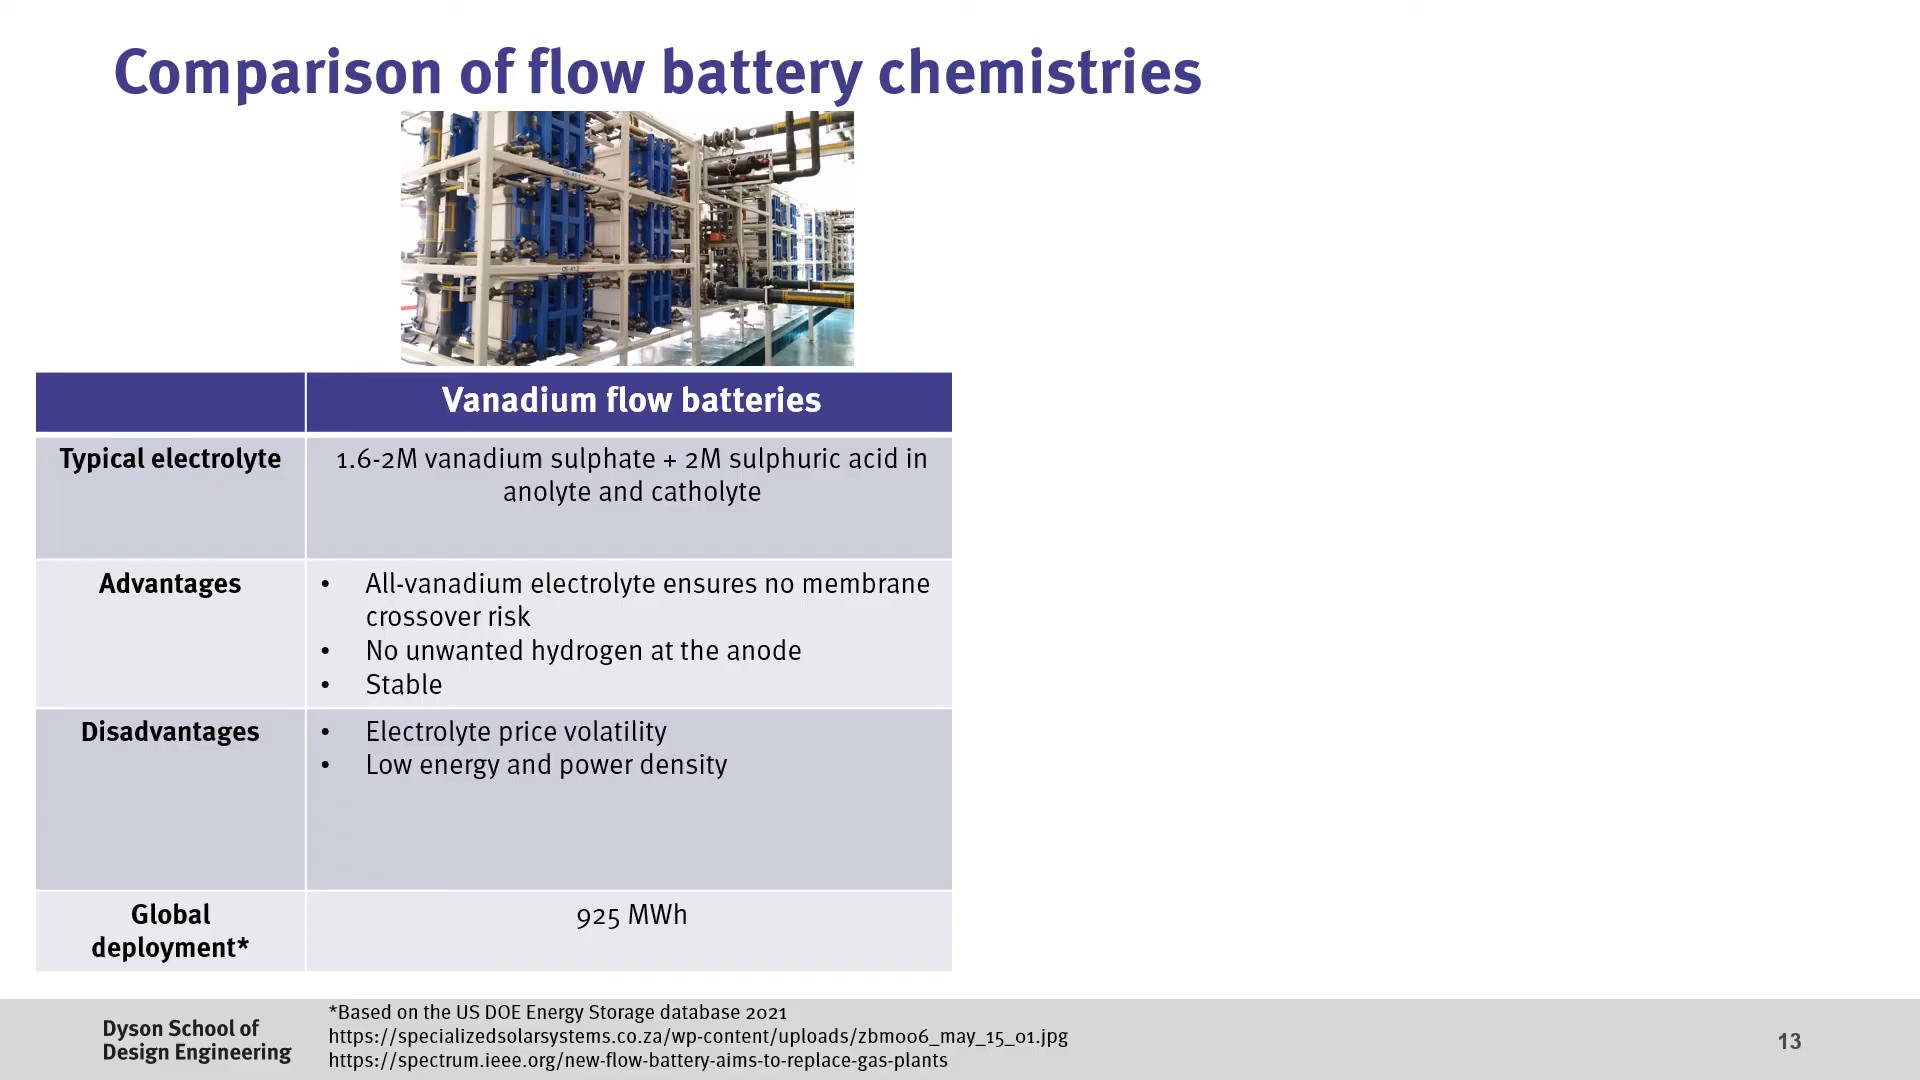 Comparison of flow battery chemistries
Vanadium flow batteries
Typical electrolyte
1.6-2M vanadium sulphate + 2M sulphuric acid in
anolyte and catholyte
Advantages
• All-vanadium electrolyte ensures no membrane
crossover risk
• No unwanted hydrogen at the anode
• Stable
Disadvantages
• Electrolyte price volatility
• Low energy and power density
Global
deployment*
925 MWh
Dyson School of
Design Engineering
*Based on the US DOE Energy Storage database 2021
https://specializedsolarsystems.co.za/wp-content/uploads/zbm006_may_15_01.jpg
https://spectrum.ieee.org/new-flow-battery-aims-to-replace-gas-plants
13